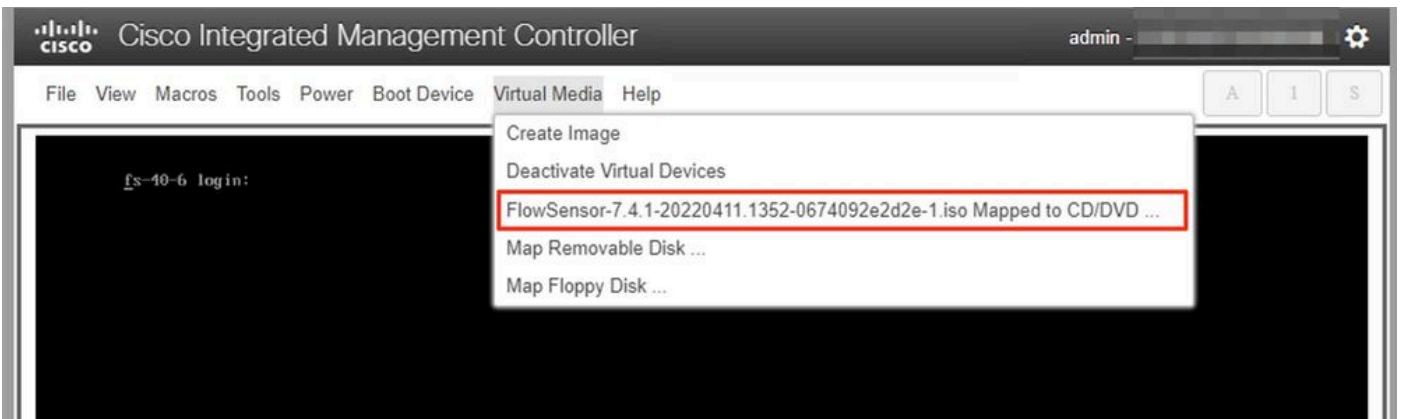 CISCO Cisco Integrated Management Controller admin -
File View Macros Tools Power Boot Device Virtual Media Help A 1 S
Create Image
Deactivate Virtual Devices
fs-40-6 login:
FlowSensor-7.4.1-20220411.1352-0674092e2d2e-1.iso Mapped to CD/DVD ...
Map Removable Disk ...
Map Floppy Disk ...